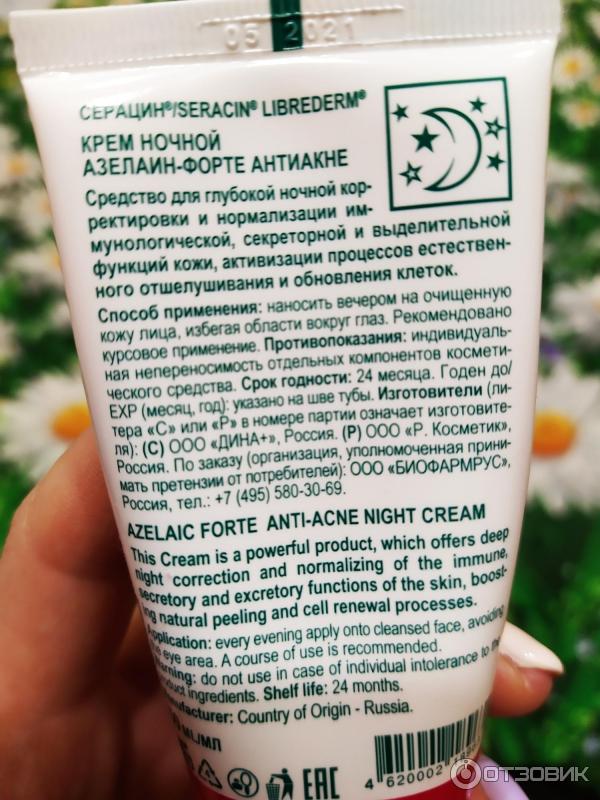 05 2021
СЕРАЦИН®/SERACIN® LIBREDERM®
КРЕМ НОЧНОЙ
АЗЕЛАИН-ФОРТЕ АНТИАКНЕ
Средство для глубокой ночной кор-
ректировки и нормализации им-
мунологической, секреторной и выделительной
функций кожи, активизации процессов естествен-
ного отшелушивания и обновления клеток.
Способ применения: наносить вечером на очищенную
кожу лица, избегая области вокруг глаз. Рекомендовано
курсовое применение. Противопоказания: индивидуаль-
ная непереносимость отдельных компонентов космети-
ческого средства. Срок годности: 24 месяца. Годен до/
EXP (месяц, год): указано на шве тубы. Изготовители (ли-
тера «С» или «Р» в номере партии означает изготовите-
ля): (С) ООО «ДИНА+», Россия. (Р) ООО «Р. Косметик»,
Россия. По заказу (организация, уполномоченная прини-
мать претензии от потребителей): ООО «БИОФАРМРУС»,
Россия, тел.: +7 (495) 580-30-69.
AZELAIC FORTE ANTI-ACNE NIGHT CREAM
This Cream is a powerful product, which offers deep
night correction and normalizing of the immune,
secretory and excretory functions of the skin, boost-
ing natural peeling and cell renewal processes.
Application: every evening apply onto cleansed face, avoiding
eye area. A course of use is recommended.
Warning: do not use in case of individual intolerance to the
product ingredients. Shelf life: 24 months.
Manufacturer: Country of Origin - Russia.
ML/МЛ
EAC
4 620002
ОТЗОВИК